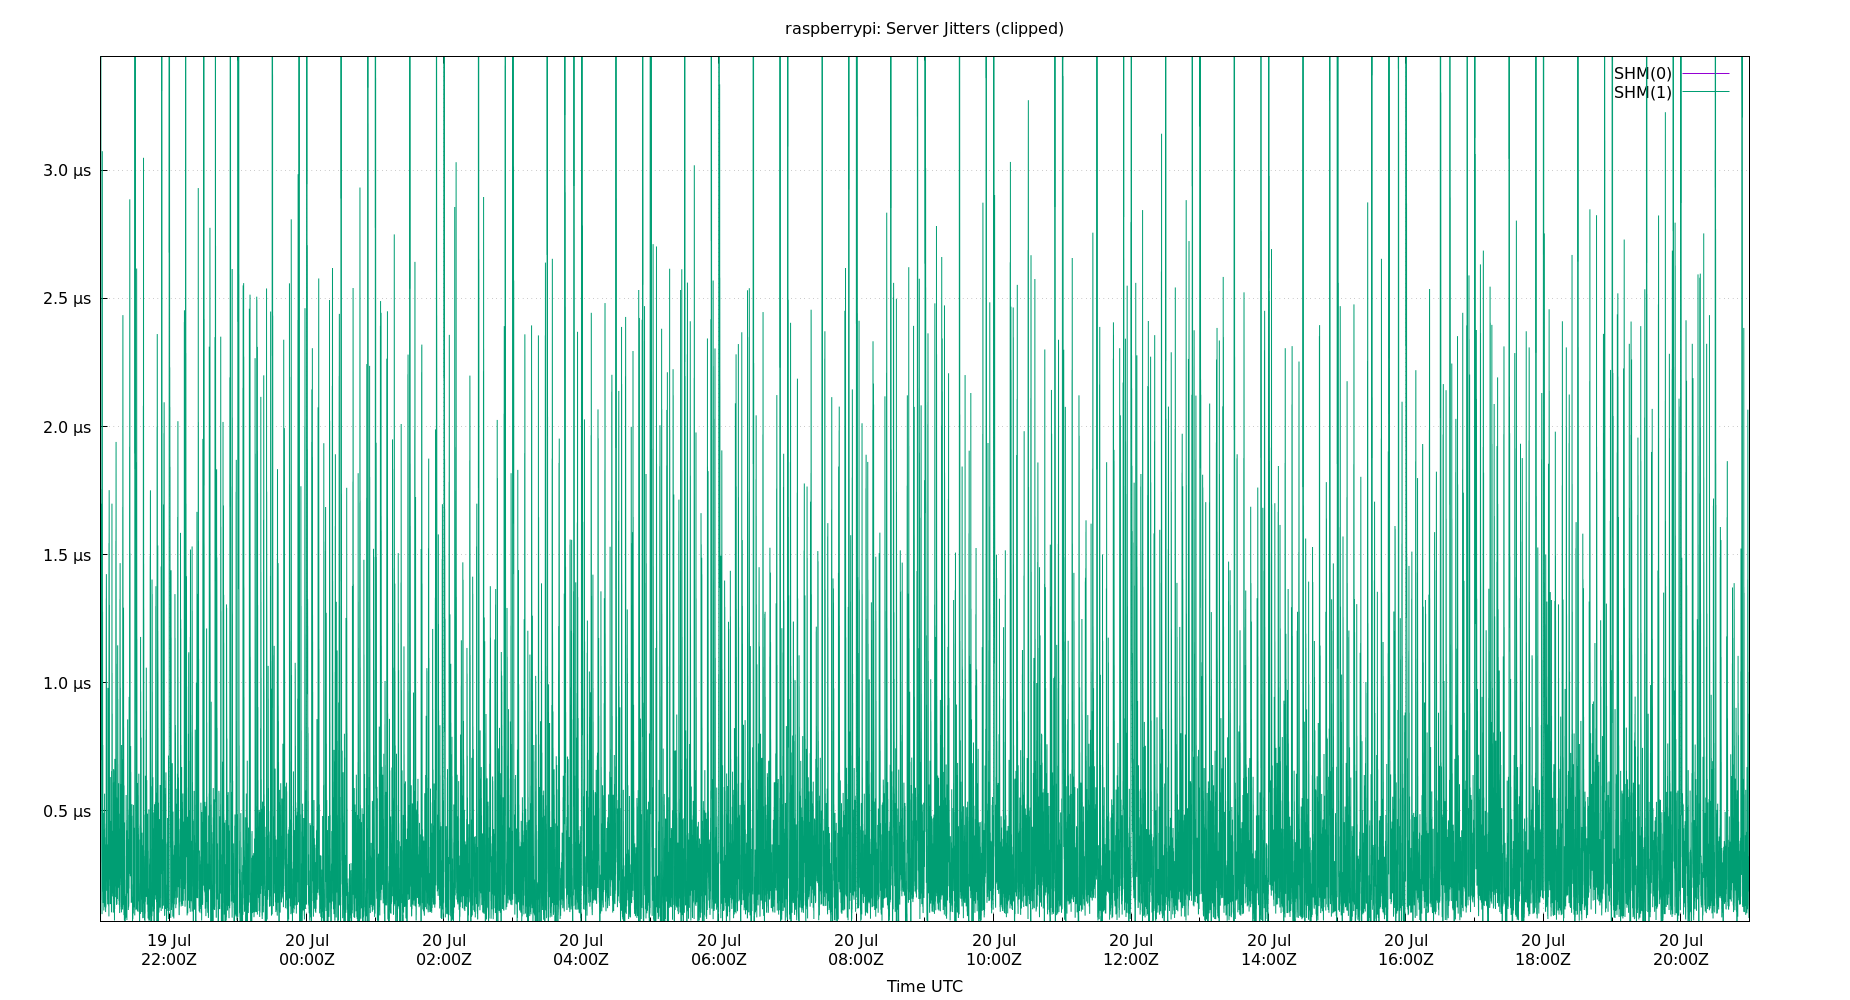 raspberrypi: Server Jitters (clipped)
SHM(0)
SHM(1)
3.0 µs
2.5 µs
2.0 µs
1.5 µs
1.0 µs
0.5 µs
19 Jul 20 Jul 20 Jul 20 Jul 20 Jul 20 Jul 20 Jul 20 Jul 20 Jul 20 Jul 20 Jul 20 Jul
22:00Z 00:00Z 02:00Z 04:00Z 06:00Z 08:00Z 10:00Z 12:00Z 14:00Z 16:00Z 18:00Z 20:00Z
Time UTC